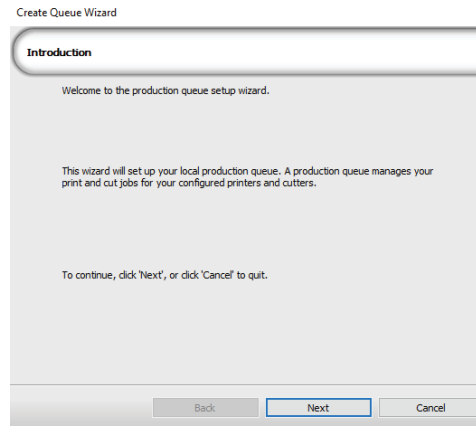 Create Queue Wizard
Introduction
Welcome to the production queue setup wizard.
This wizard will set up your local production queue. A production queue manages your
print and cut jobs for your configured printers and cutters.
To continue, click 'Next', or click 'Cancel' to quit.
Back
Next
Cancel